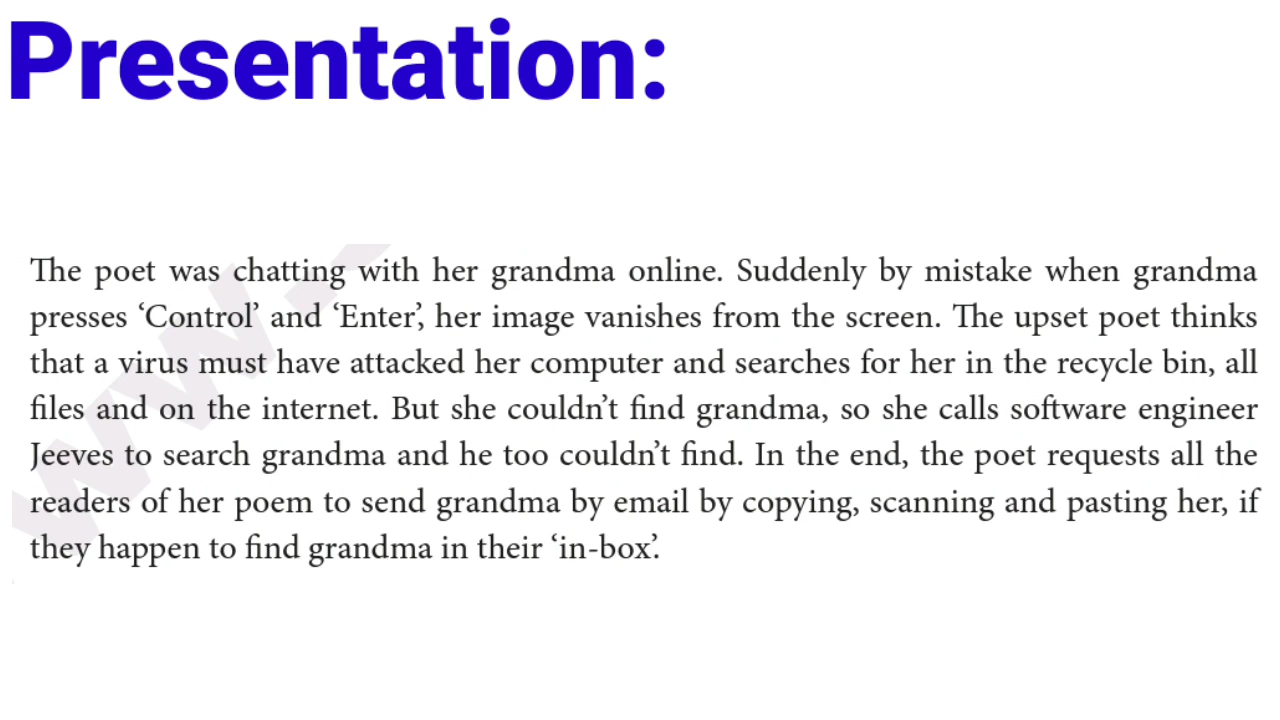 Presentation:
The poet was chatting with her grandma online. Suddenly by mistake when grandma
presses ‘Control’ and ‘Enter’, her image vanishes from the screen. The upset poet thinks
that a virus must have attacked her computer and searches for her in the recycle bin, all
files and on the internet. But she couldn’t find grandma, so she calls software engineer
Jeeves to search grandma and he too couldn’t find. In the end, the poet requests all the
readers of her poem to send grandma by email by copying, scanning and pasting her, if
they happen to find grandma in their ‘in-box’.